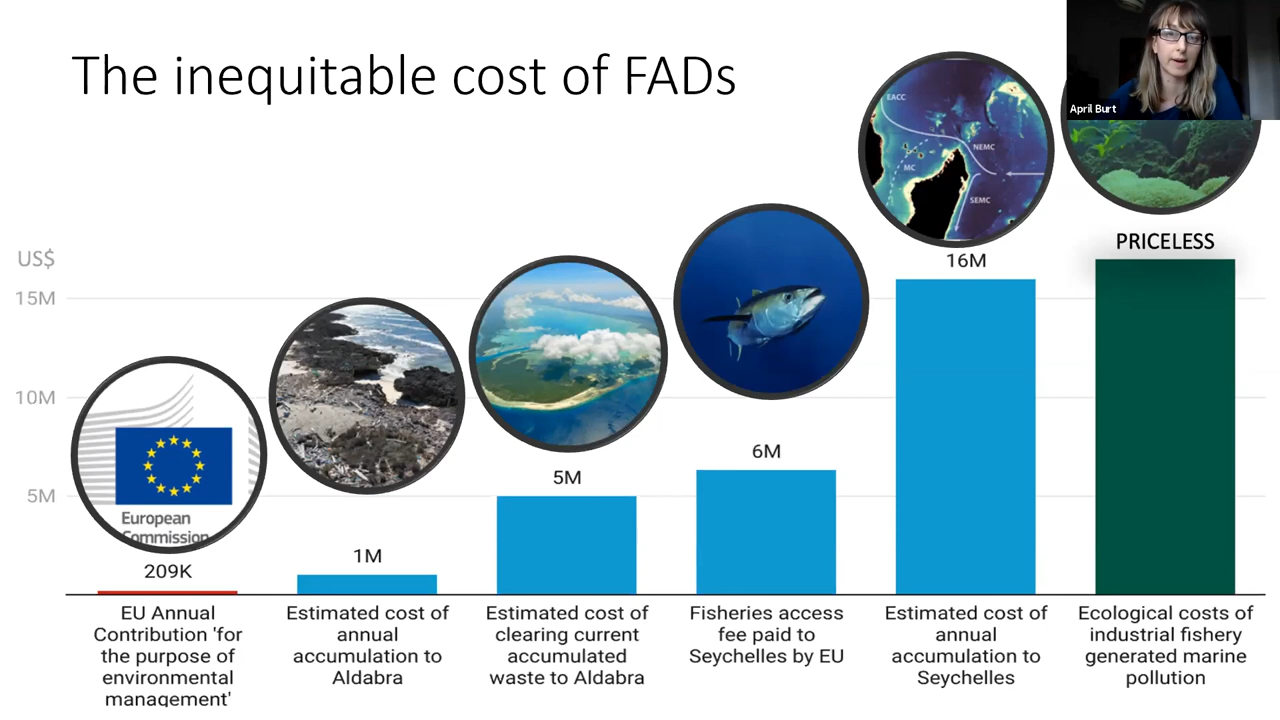 The inequitable cost of FADs
April Burt
EACC
NEMC
MC
SEMC
PRICELESS
US$
16M
15M
10M
6M
5M
5M
European
Commission
209K
1M
EU Annual
Contribution 'for
the purpose of
environmental
management'
Estimated cost of
annual
accumulation to
Aldabra
Estimated cost of
clearing current
accumulated
waste to Aldabra
Fisheries access
fee paid to
Seychelles by EU
Estimated cost of
annual
accumulation to
Seychelles
Ecological costs of
industrial fishery
generated marine
pollution